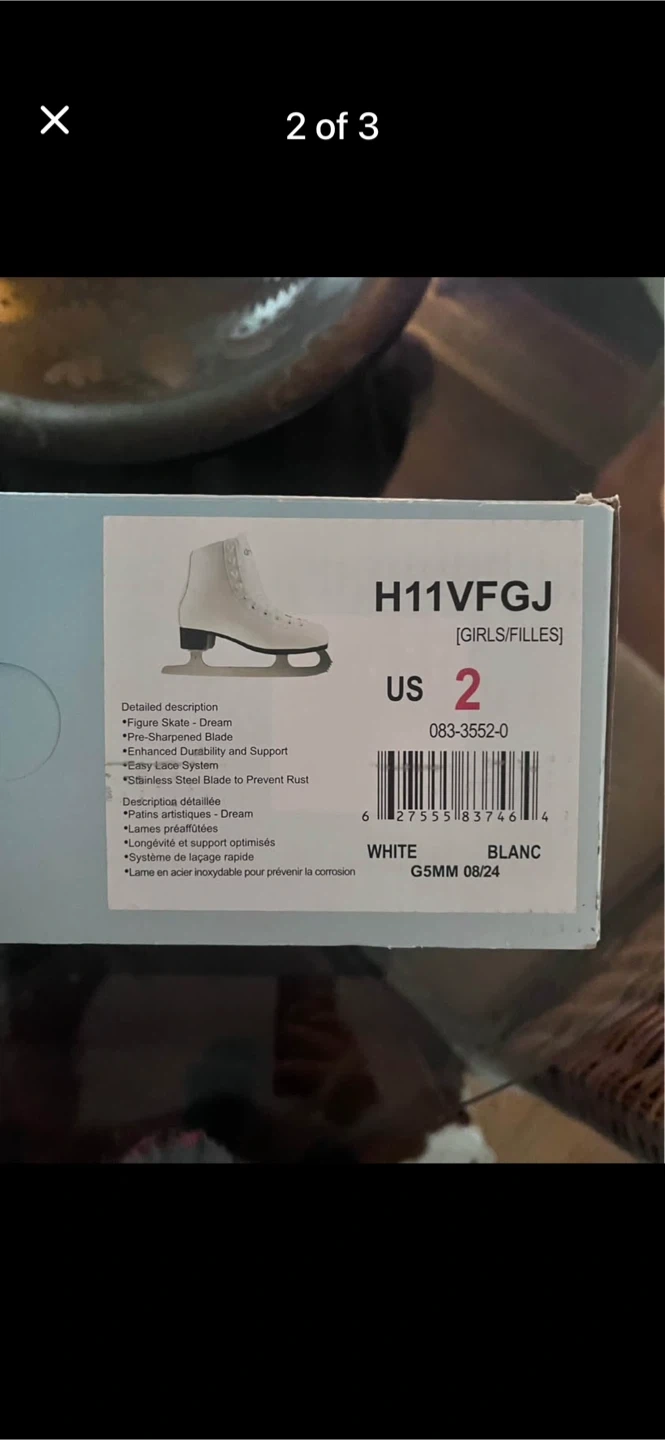 2 of 3
H11VFGJ
[GIRLS/FILLES]
US 2
083-3552-0
Detailed description
•Figure Skate - Dream
•Pre-Sharpened Blade
•Enhanced Durability and Support
•Easy Lace System
•Stainless Steel Blade to Prevent Rust
Description détaillée
•Patins artistiques - Dream
•Lames préaffûtées
•Longévité et support optimisés
•Système de laçage rapide
•Lame en acier inoxydable pour prévenir la corrosion
6 27555 83746 4
WHITE BLANC
G5MM 08/24